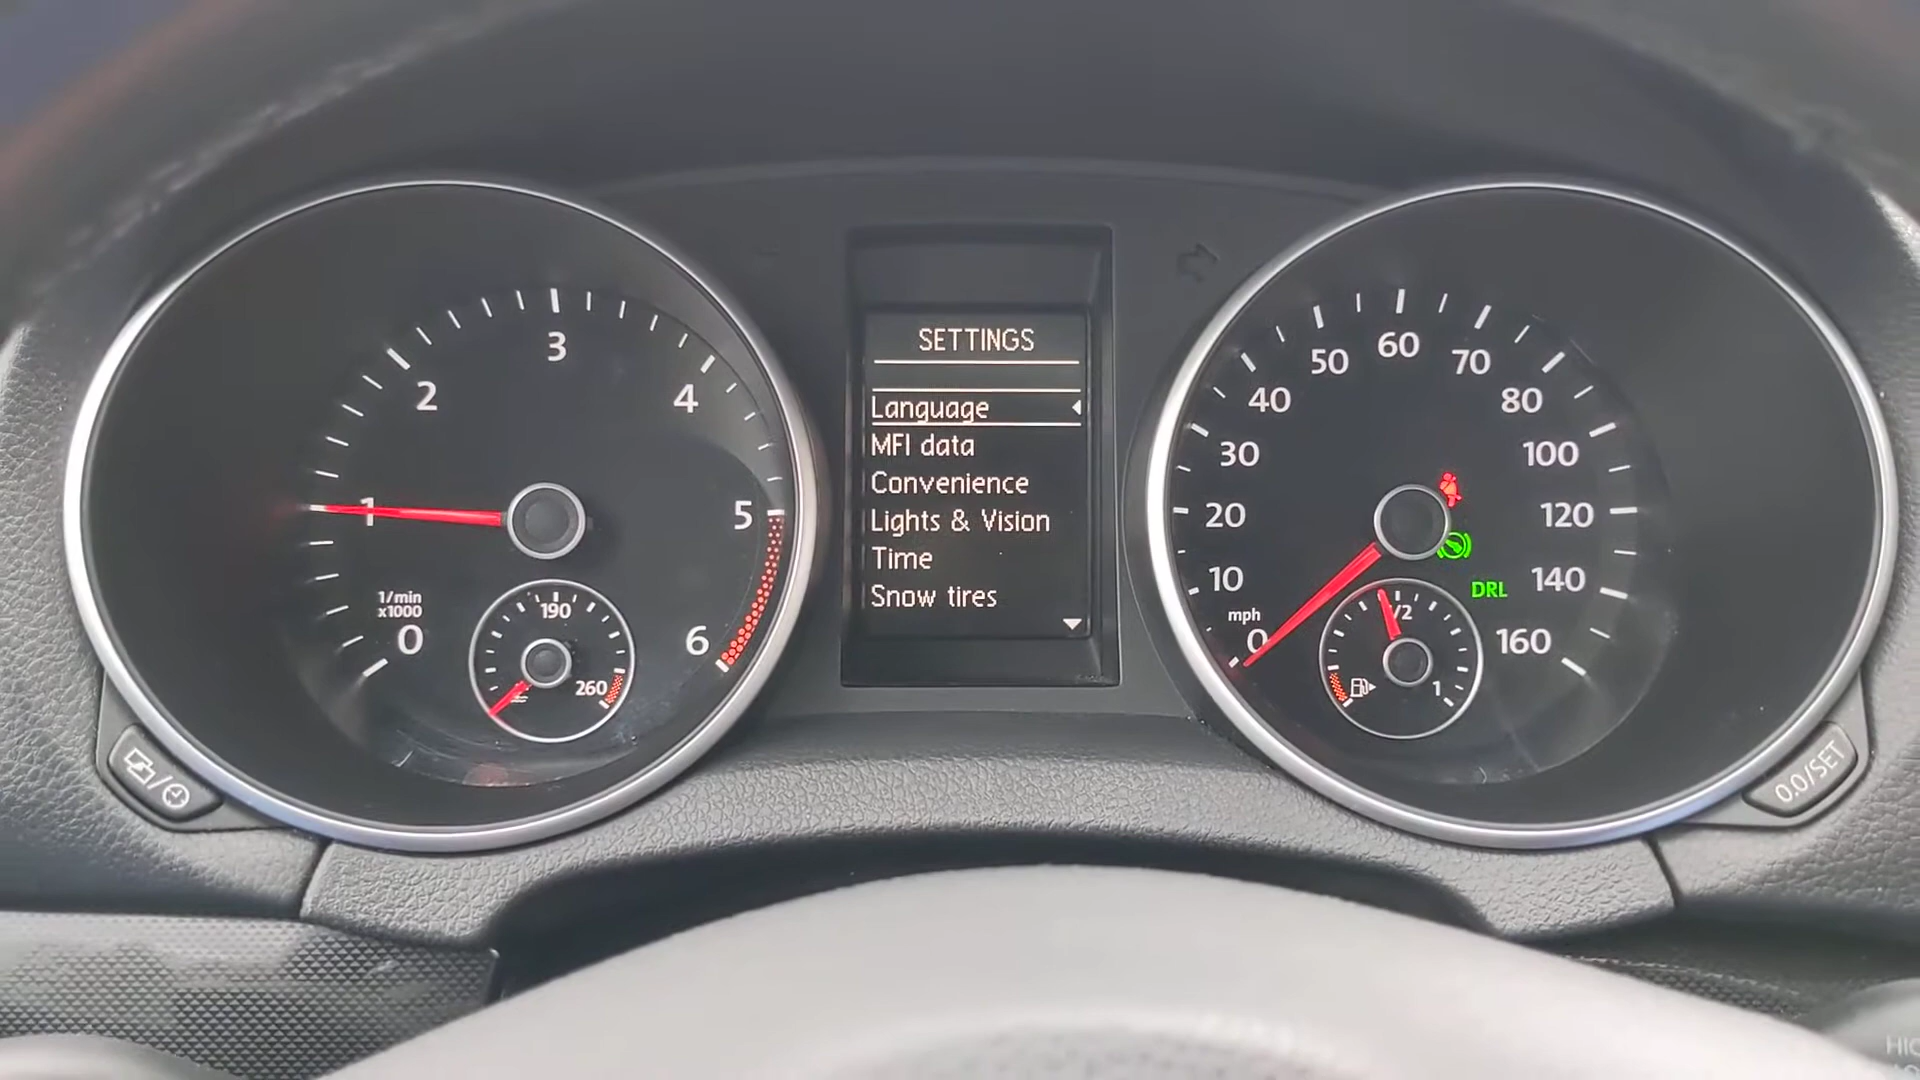 1/min
x1000
0
1
2
3
4
5
6
190
260
SETTINGS
Language
MFI data
Convenience
Lights & Vision
Time
Snow tires
mph
0
10
20
30
40
50
60
70
80
100
120
140
160
DRL
1/2
1
0.0/SET